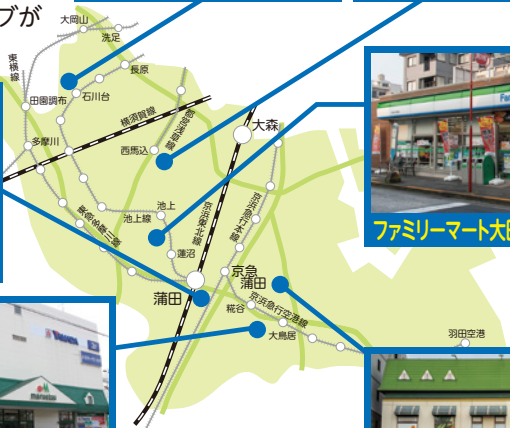 ブが
大岡山
洗足
東横線
長原
田園調布
石川台
横須賀線
都営浅草線
大森
多摩川
西馬込
東急多摩川線
池上
池上線
京浜東北線
京浜急行本線
蓮沼
京急
蒲田
蒲田
糀谷
京浜急行空港線
大鳥居
羽田空港
ファミリーマート大田
YAMADA
maruetsu
Fa